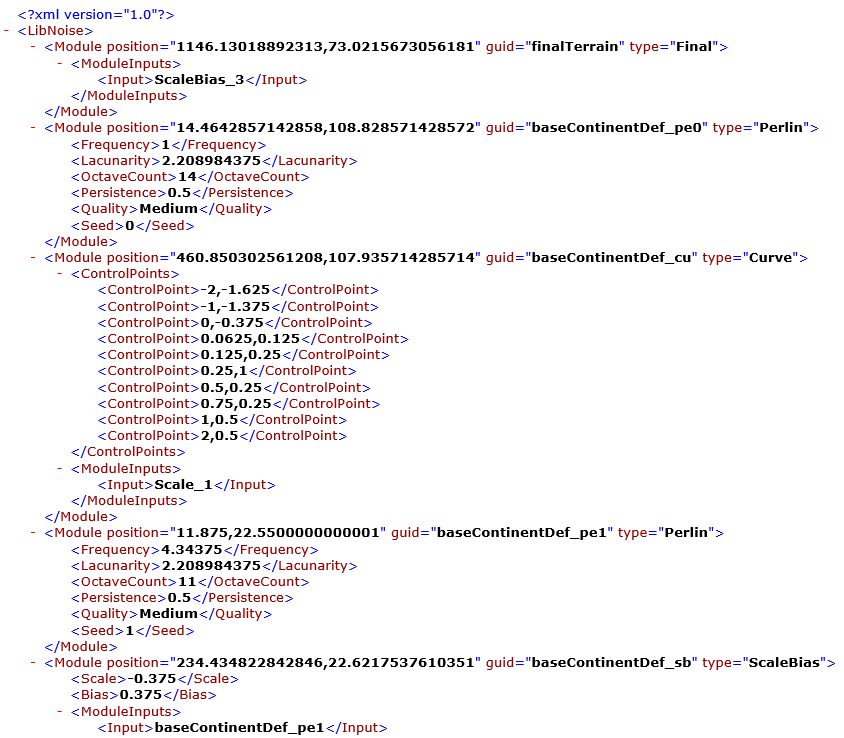 <?xml version="1.0"?>
- <LibNoise>
- <Module position="1146.13018892313,73.0215673056181" guid="finalTerrain" type="Final">
- <ModuleInputs>
<Input>ScaleBias_3</Input>
</ModuleInputs>
</Module>
- <Module position="14.4642857142858,108.828571428572" guid="baseContinentDef_pe0" type="Perlin">
<Frequency>1</Frequency>
<Lacunarity>2.208984375</Lacunarity>
<OctaveCount>14</OctaveCount>
<Persistence>0.5</Persistence>
<Quality>Medium</Quality>
<Seed>0</Seed>
</Module>
- <Module position="460.850302561208,107.935714285714" guid="baseContinentDef_cu" type="Curve">
- <ControlPoints>
<ControlPoint>-2,-1.625</ControlPoint>
<ControlPoint>-1,-1.375</ControlPoint>
<ControlPoint>0,-0.375</ControlPoint>
<ControlPoint>0.0625,0.125</ControlPoint>
<ControlPoint>0.125,0.25</ControlPoint>
<ControlPoint>0.25,1</ControlPoint>
<ControlPoint>0.5,0.25</ControlPoint>
<ControlPoint>0.75,0.25</ControlPoint>
<ControlPoint>1,0.5</ControlPoint>
<ControlPoint>2,0.5</ControlPoint>
</ControlPoints>
- <ModuleInputs>
<Input>Scale_1</Input>
</ModuleInputs>
</Module>
- <Module position="11.875,22.5500000000001" guid="baseContinentDef_pe1" type="Perlin">
<Frequency>4.34375</Frequency>
<Lacunarity>2.208984375</Lacunarity>
<OctaveCount>11</OctaveCount>
<Persistence>0.5</Persistence>
<Quality>Medium</Quality>
<Seed>1</Seed>
</Module>
- <Module position="234.434822842846,22.6217537610351" guid="baseContinentDef_sb" type="ScaleBias">
<Scale>-0.375</Scale>
<Bias>0.375</Bias>
- <ModuleInputs>
<Input>baseContinentDef_pe1</Input>